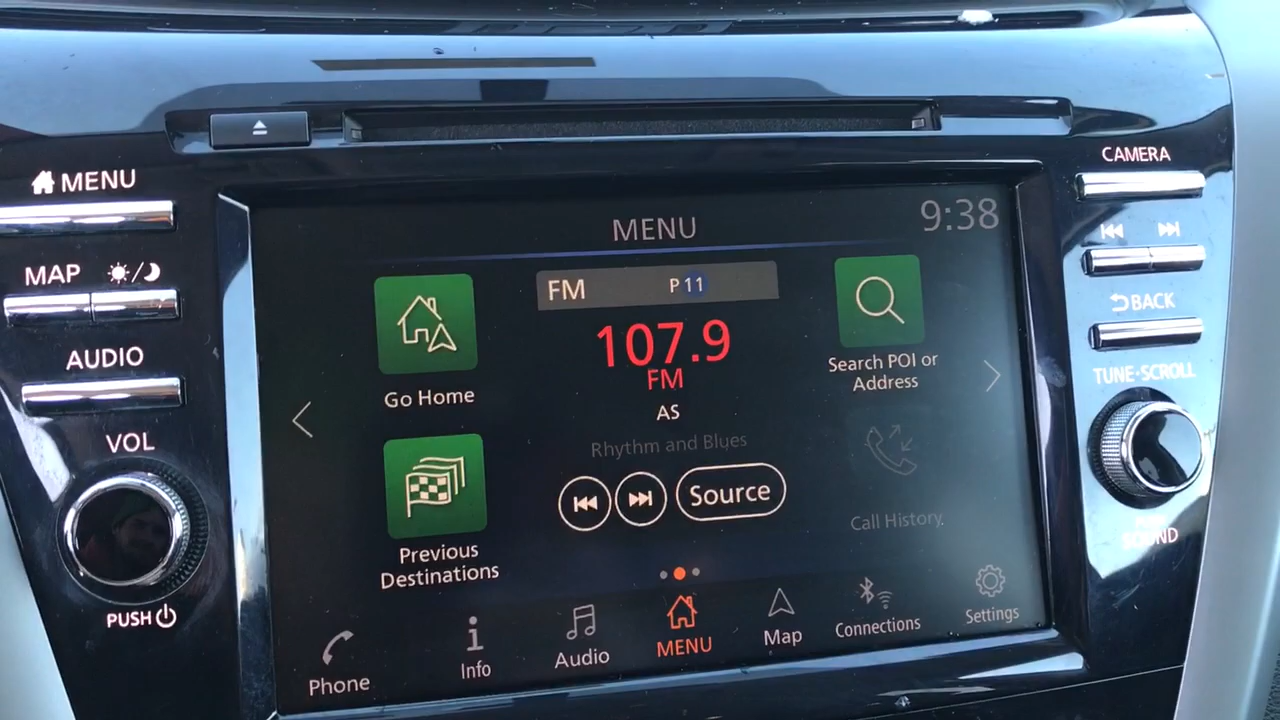 MENU
MAP
AUDIO
VOL
PUSH
MENU
9:38
FM P 11
107.9
FM
AS
Rhythm and Blues
Source
Go Home
Previous
Destinations
Search POI or
Address
Call History
Phone
Info
Audio
MENU
Map
Connections
Settings
CAMERA
BACK
TUNE·SCROLL
SOUND